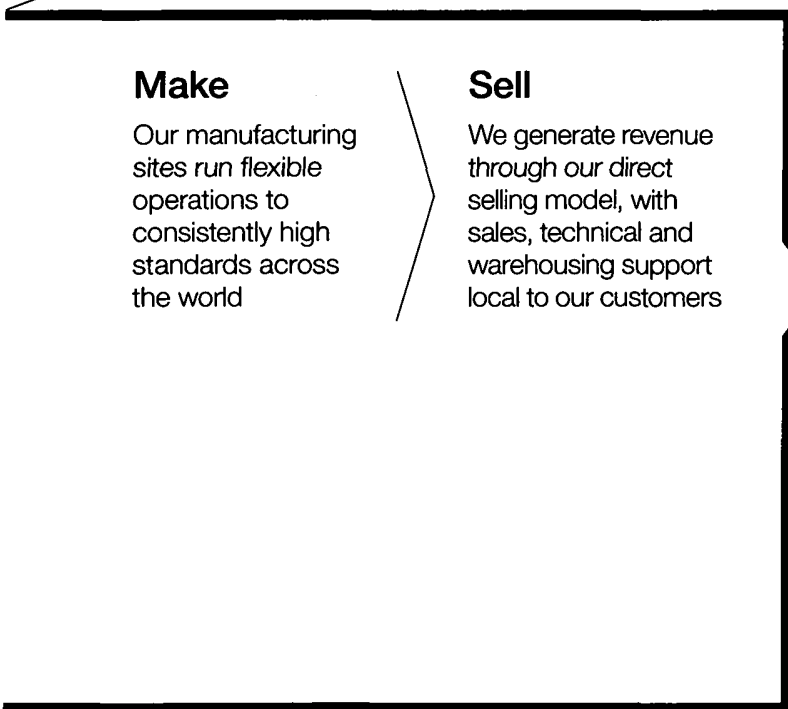 Make
Our manufacturing
sites run flexible
operations to
consistently high
standards across
the world
Sell
We generate revenue
through our direct
selling model, with
sales, technical and
warehousing support
local to our customers